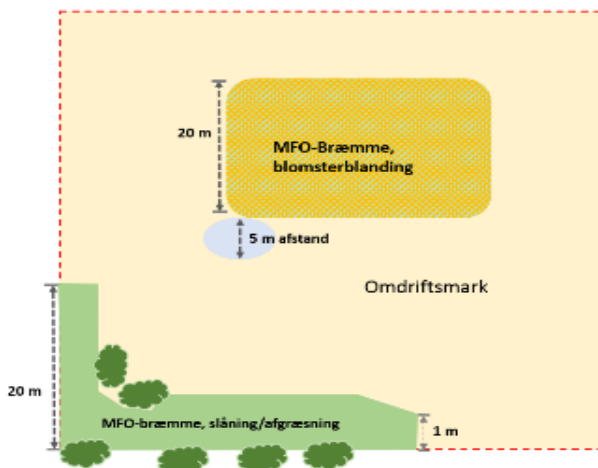 20 m
MFO-Bræmme,
blomsterblanding
5 m afstand
Omdriftsmark
20 m
MFO-bræmme, slåning/afgræsning
1 m